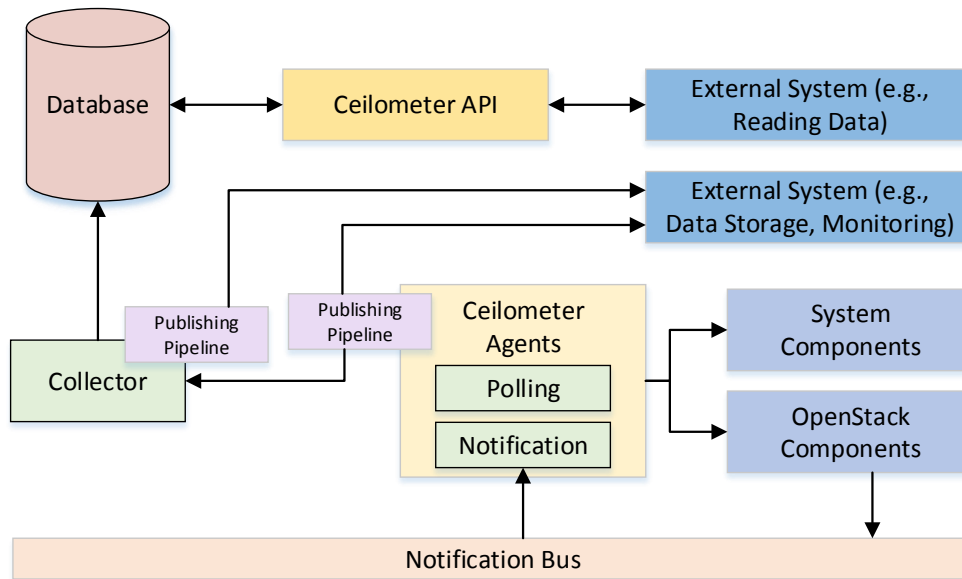 Database
Ceilometer API
External System (e.g.,
Reading Data)
External System (e.g.,
Data Storage, Monitoring)
Publishing
Pipeline
Publishing
Pipeline
Ceilometer
Agents
System
Components
Collector
Polling
Notification
OpenStack
Components
Notification Bus